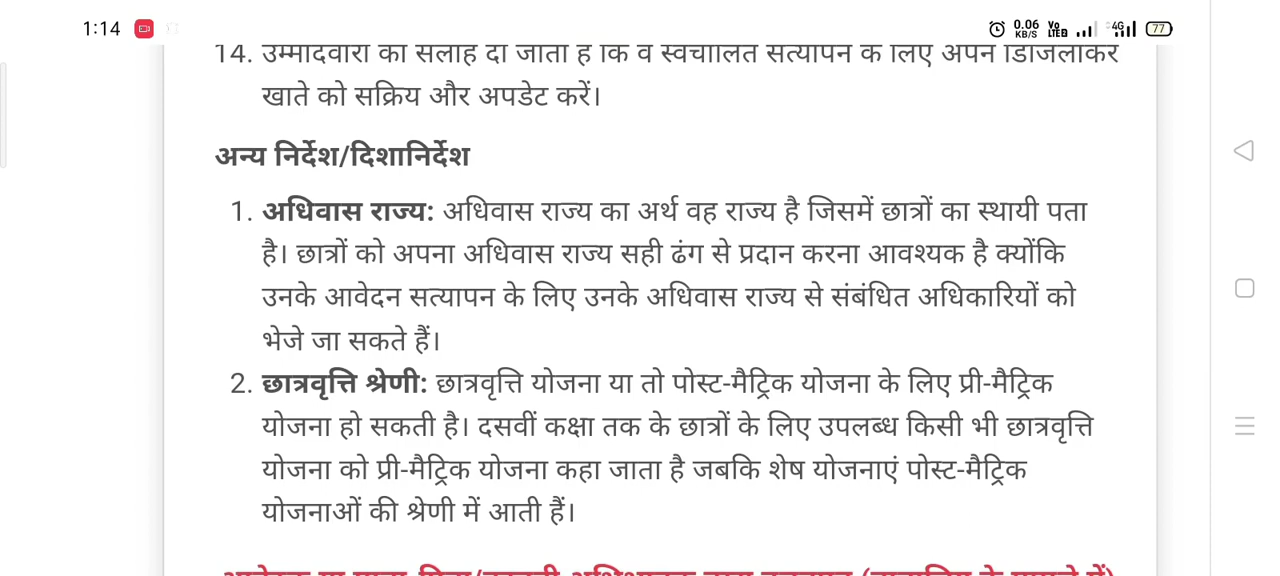 1:14 0.06 KB/S Vo LTE 4G 77
14. उम्मीदवारों को सलाह दी जाती है कि वे स्वचालित सत्यापन के लिए अपने डिजिलॉकर
खाते को सक्रिय और अपडेट करें।
अन्य निर्देश/दिशानिर्देश
1. अधिवास राज्य: अधिवास राज्य का अर्थ वह राज्य है जिसमें छात्रों का स्थायी पता
है। छात्रों को अपना अधिवास राज्य सही ढंग से प्रदान करना आवश्यक है क्योंकि
उनके आवेदन सत्यापन के लिए उनके अधिवास राज्य से संबंधित अधिकारियों को
भेजे जा सकते हैं।
2. छात्रवृत्ति श्रेणी: छात्रवृत्ति योजना या तो पोस्ट-मैट्रिक योजना के लिए प्री-मैट्रिक
योजना हो सकती है। दसवीं कक्षा तक के छात्रों के लिए उपलब्ध किसी भी छात्रवृत्ति
योजना को प्री-मैट्रिक योजना कहा जाता है जबकि शेष योजनाएं पोस्ट-मैट्रिक
योजनाओं की श्रेणी में आती हैं।